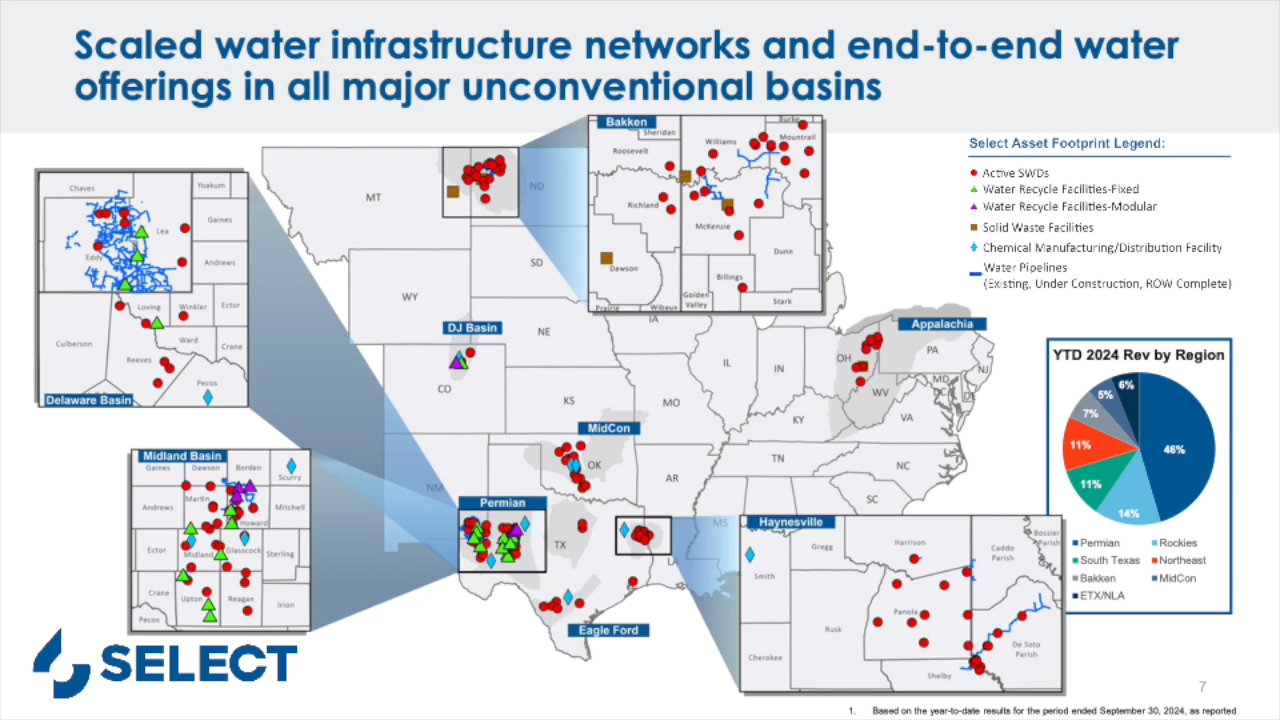 Scaled water infrastructure networks and end-to-end water
offerings in all major unconventional basins
Select Asset Footprint Legend:
Active SWDs
Water Recycle Facilities-Fixed
Water Recycle Facilities-Modular
Solid Waste Facilities
Chemical Manufacturing/Distribution Facility
Water Pipelines
(Existing, Under Construction, ROW Complete)
Bakken
Sheridan
Burke
Williams
Mountrail
Roosevelt
Richland
McKenzie
Dunn
Dawson
Billings
Golden
Valley
Stark
Prairie
Wibaux
Chaves
Yoakum
Gaines
Lea
Eddy
Andrews
Loving
Winkler
Ector
Culberson
Ward
Crane
Reeves
Pecos
Delaware Basin
Midland Basin
Gaines
Dawson
Borden
Scurry
Martin
Andrews
Mitchell
Howard
Ector
Midland
Glasscock
Sterling
Crane
Upton
Reagan
Irion
Pecos
MT
ND
SD
WY
NE
IA
DJ Basin
CO
KS
MO
IL
IN
OH
PA
NJ
MD
DC
DE
WV
VA
KY
Appalachia
MidCon
OK
AR
TN
NC
SC
MS
NM
Permian
TX
LA
Eagle Ford
Haynesville
Gregg
Harrison
Caddo
Parish
Bossier
Parish
Smith
Rusk
Panola
Cherokee
De Soto
Parish
Shelby
YTD 2024 Rev by Region
6%
5%
7%
46%
11%
11%
14%
Permian
Rockies
South Texas
Northeast
Bakken
MidCon
ETX/NLA
SELECT
7
1. Based on the year-to-date results for the period ended September 30, 2024, as reported